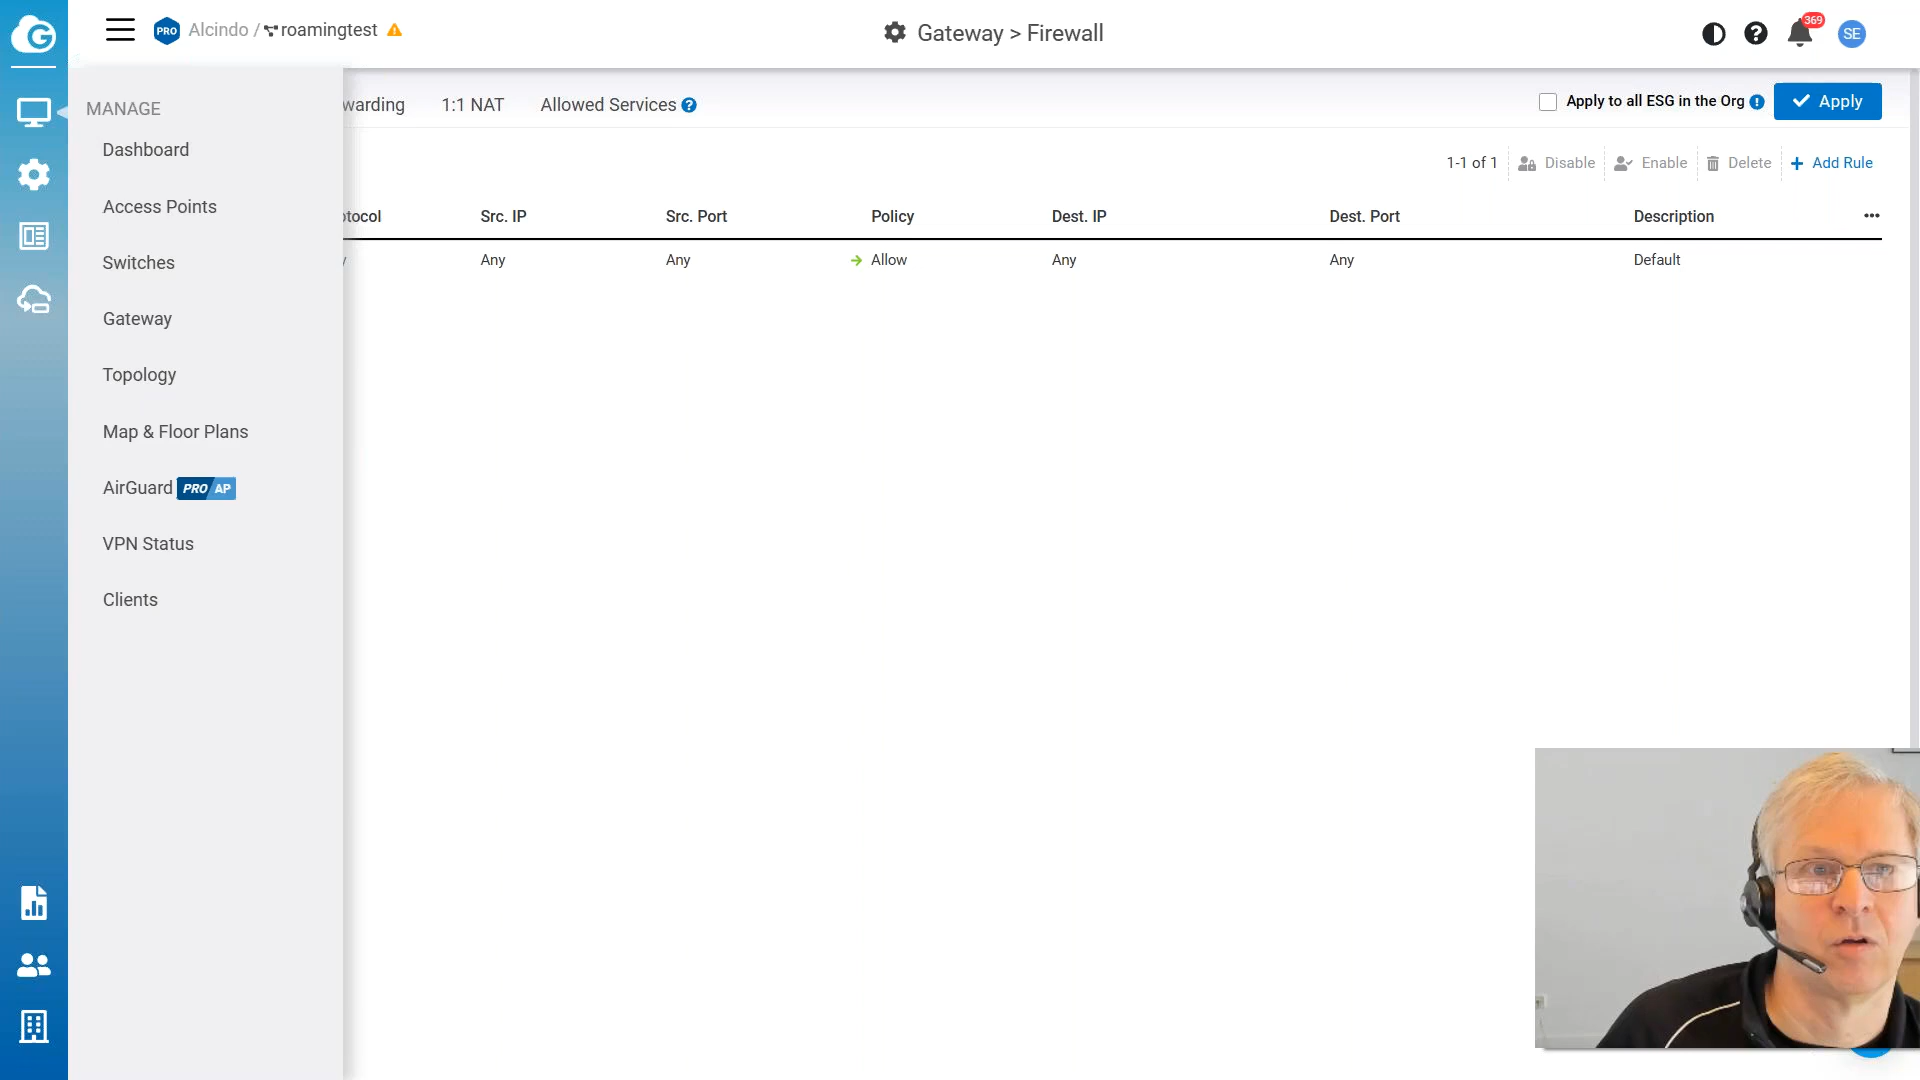 PRO Alcindo / roamingtest
Gateway > Firewall
369
SE
MANAGE
Dashboard
Access Points
Switches
Gateway
Topology
Map & Floor Plans
AirGuard PRO AP
VPN Status
Clients
warding 1:1 NAT Allowed Services ?
Apply to all ESG in the Org ! Apply
1-1 of 1 Disable Enable Delete + Add Rule
otocol Src. IP Src. Port Policy Dest. IP Dest. Port Description •••
y Any Any → Allow Any Any Default